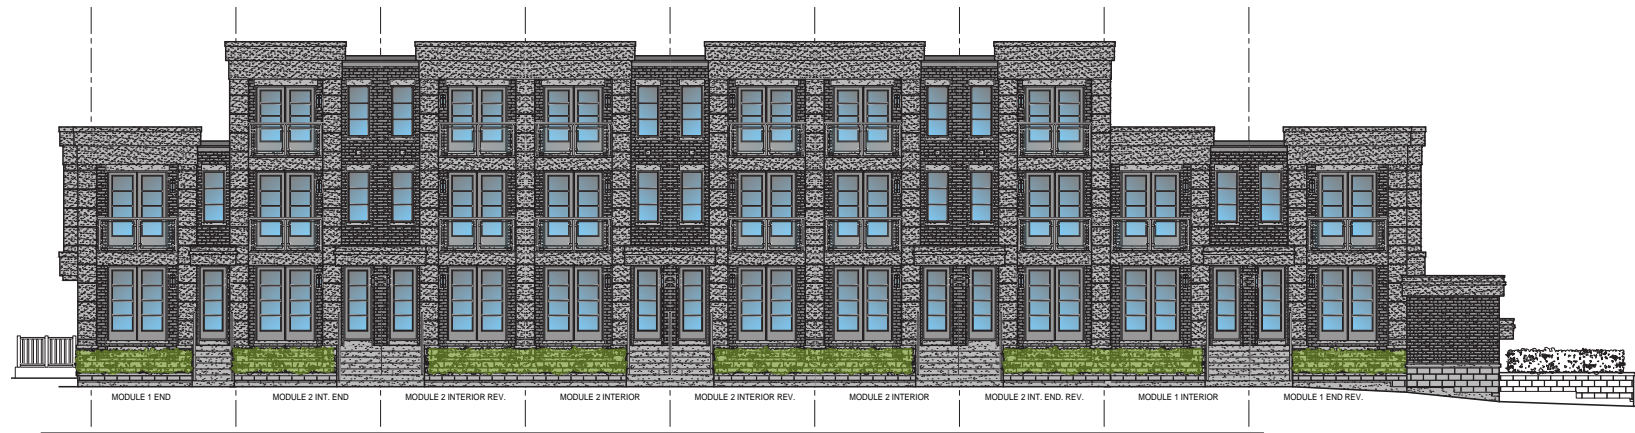 MODULE 1 END
MODULE 2 INT. END
MODULE 2 INTERIOR REV.
MODULE 2 INTERIOR
MODULE 2 INTERIOR REV.
MODULE 2 INTERIOR
MODULE 2 INT. END. REV.
MODULE 1 INTERIOR
MODULE 1 END REV.